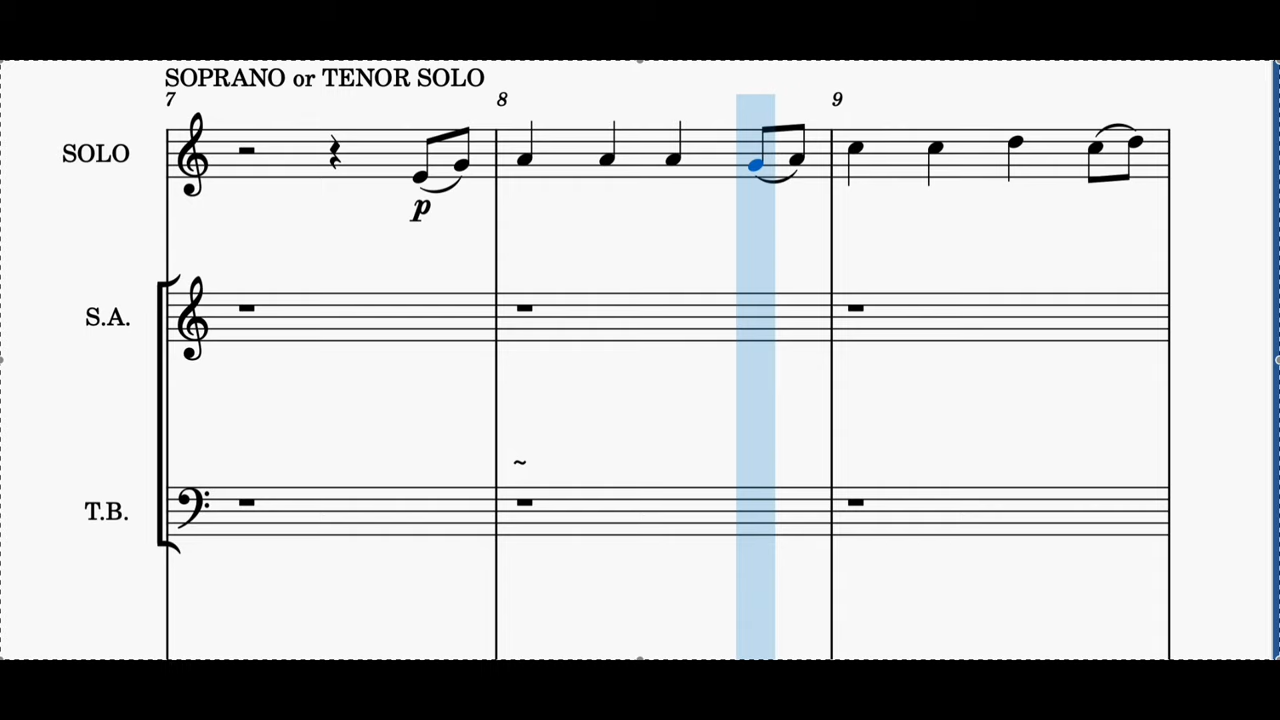 SOPRANO or TENOR SOLO
7 8 9
SOLO
p
S.A.
~
T.B.